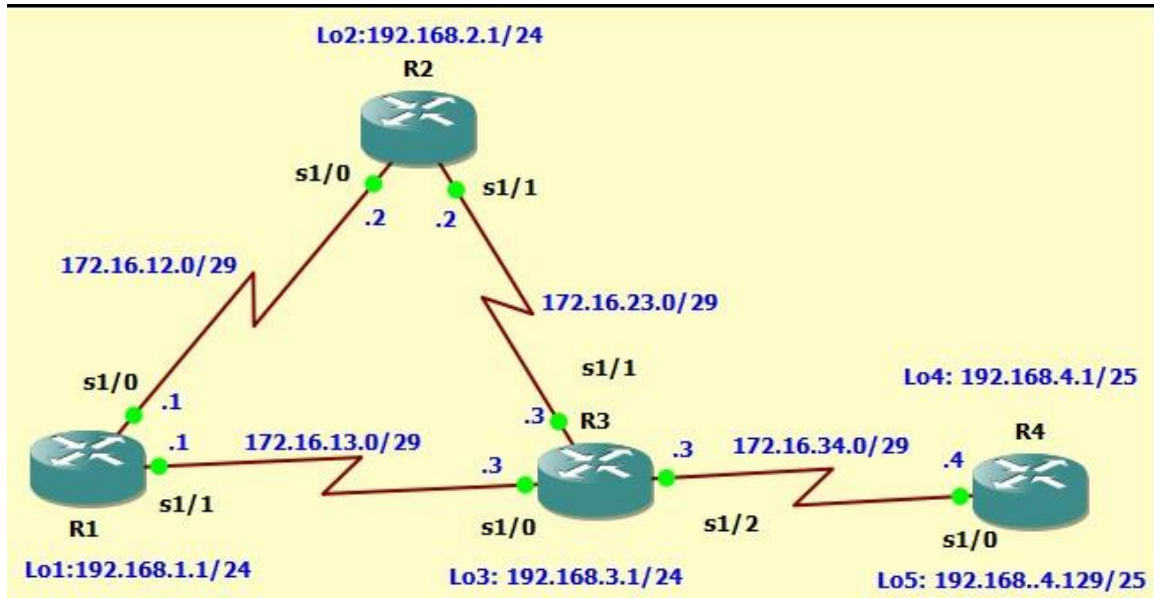 Lo2:192.168.2.1/24
R2
s1/0
s1/1
.2
.2
172.16.12.0/29
172.16.23.0/29
s1/1
s1/0
.1
.1
172.16.13.0/29
.3
R3
.3
.3
172.16.34.0/29
Lo4: 192.168.4.1/25
R4
.4
R1
s1/1
s1/0
s1/2
s1/0
Lo1:192.168.1.1/24
Lo3: 192.168.3.1/24
Lo5: 192.168..4.129/25